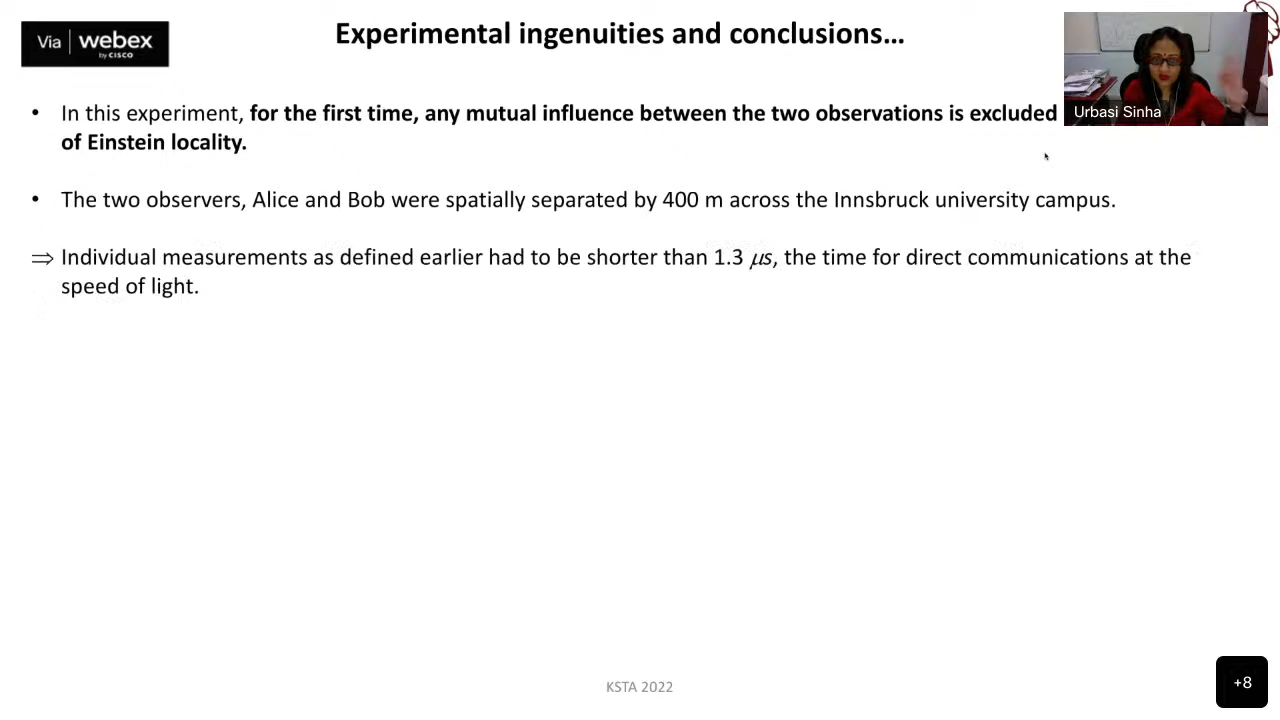 Via | webex
by CISCO
Experimental ingenuities and conclusions...
Urbasi Sinha
• In this experiment, for the first time, any mutual influence between the two observations is excluded
of Einstein locality.
• The two observers, Alice and Bob were spatially separated by 400 m across the Innsbruck university campus.
⇒ Individual measurements as defined earlier had to be shorter than 1.3 μs, the time for direct communications at the
speed of light.
KSTA 2022
+8